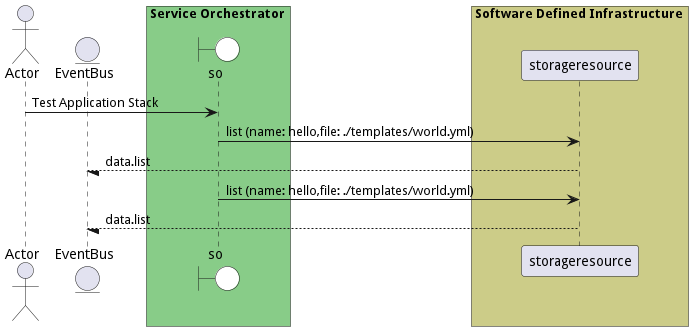 Service Orchestrator
Software Defined Infrastructure
Actor
EventBus
so
storageresource
Test Application Stack
list (name: hello,file: ./templates/world.yml)
data.list
list (name: hello,file: ./templates/world.yml)
data.list
Actor
EventBus
so
storageresource